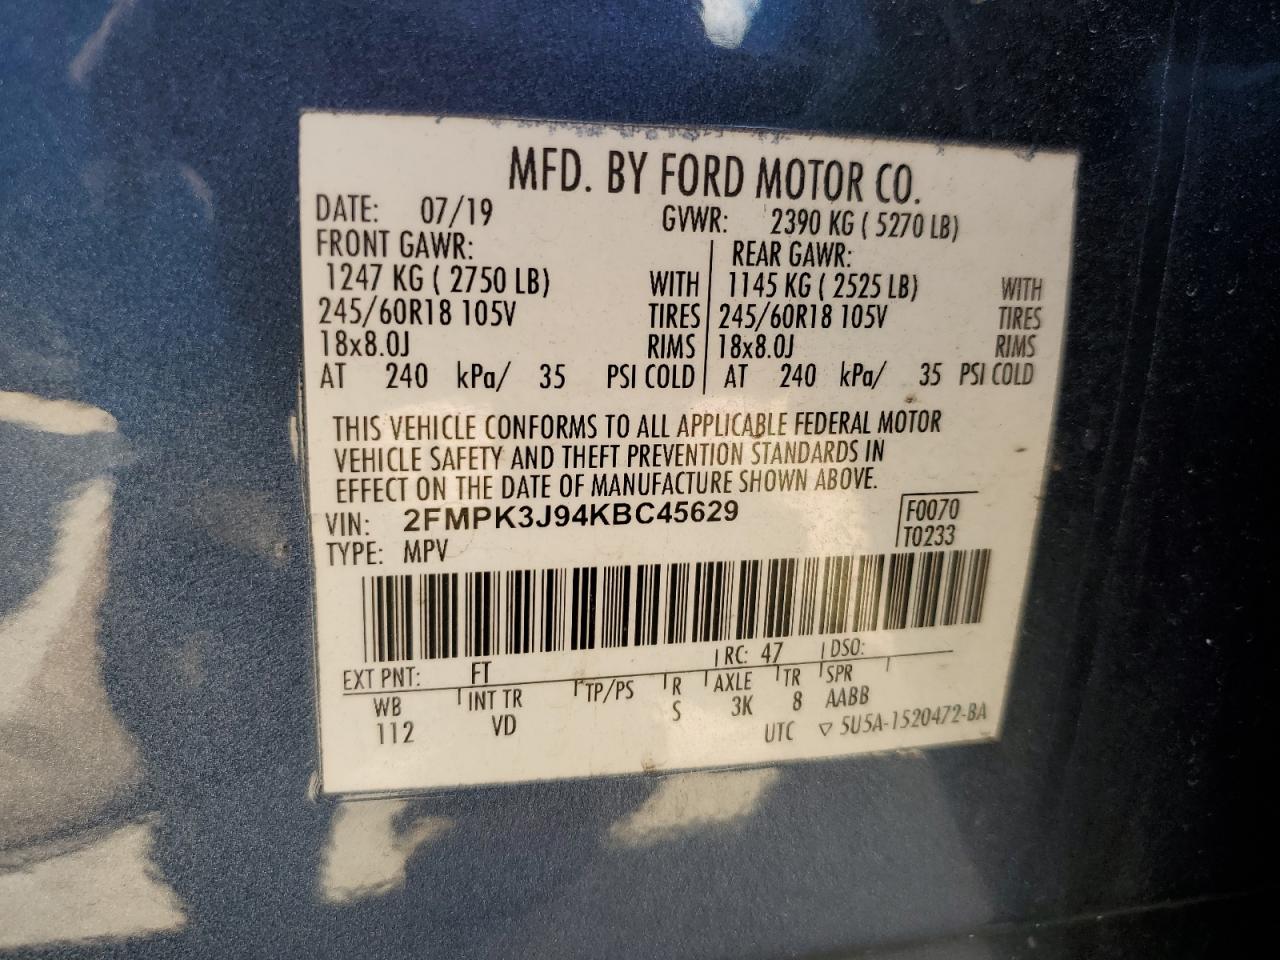 MFD. BY FORD MOTOR CO.
DATE: 07/19 GVWR: 2390 KG ( 5270 LB)
FRONT GAWR: REAR GAWR:
1247 KG ( 2750 LB) WITH 1145 KG ( 2525 LB) WITH
245/60R18 105V TIRES 245/60R18 105V TIRES
18x8.0J RIMS 18x8.0J RIMS
AT 240 kPa/ 35 PSI COLD AT 240 kPa/ 35 PSI COLD
THIS VEHICLE CONFORMS TO ALL APPLICABLE FEDERAL MOTOR
VEHICLE SAFETY AND THEFT PREVENTION STANDARDS IN
EFFECT ON THE DATE OF MANUFACTURE SHOWN ABOVE.
VIN: 2FMPK3J94KBC45629 F0070
TYPE: MPV T0233
EXT PNT: FT RC: 47 DSO:
WB INT TR TP/PS R AXLE TR SPR
112 VD S 3K 8 AABB
UTC ▽ 5U5A-1520472-BA